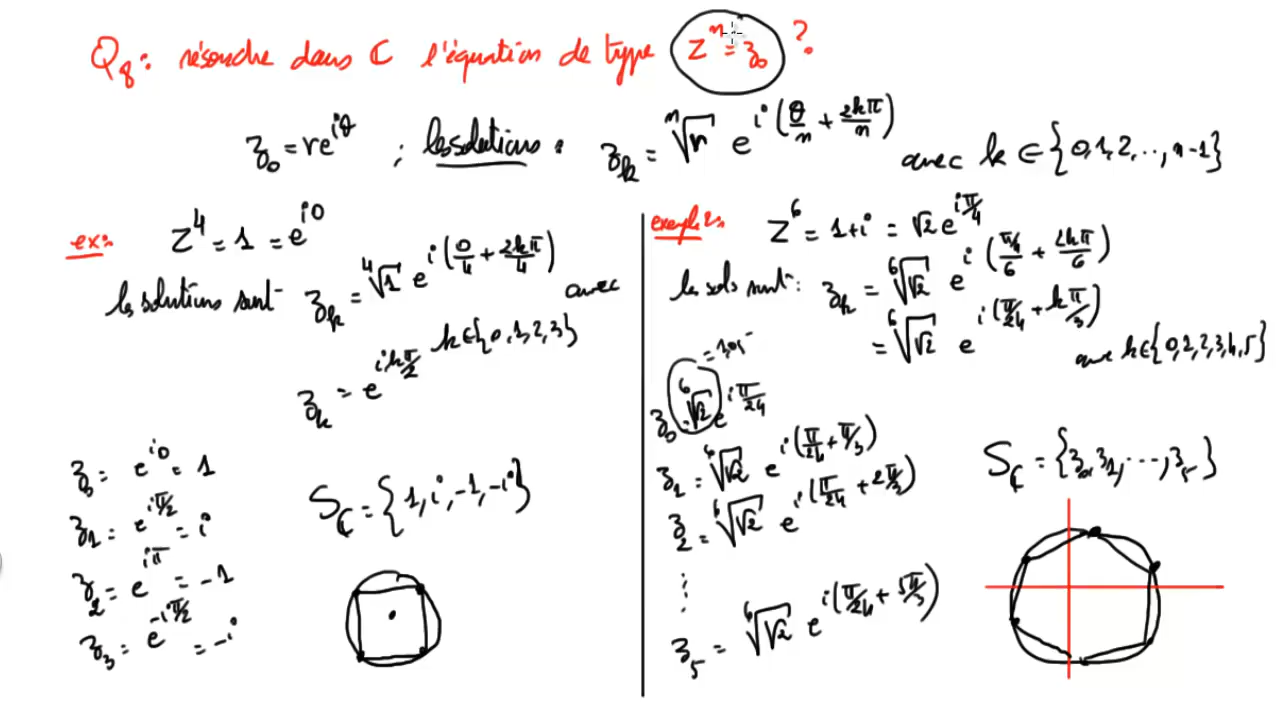 Q8: résoudre dans ℂ l'équation de type z^n = z₀ ?
z₀ = re^{iθ} ; les solutions : z_k = ⁿ√r e^{i(θ/n + 2kπ/n)} avec k ∈ {0,1,2,..,n-1}
ex:
z⁴ = 1 = e^{i0}
les solutions sont z_k = ⁴√1 e^{i(0/4 + 2kπ/4)} avec
k∈{0,1,2,3}
z_k = e^{ikπ/2}
z₀ = e^{i0} = 1
z₁ = e^{iπ/2} = i
z₂ = e^{iπ} = -1
z₃ = e^{-iπ/2} = -i
S_ℂ = {1, i, -1, -i}
exemple 2:
z⁶ = 1+i = √2 e^{iπ/4}
les sols sont: z_k = ⁶√√2 e^{i(π/4/6 + 2kπ/6)}
= ⁶√√2 e^{i(π/24 + kπ/3)}
avec k∈{0,2,2,3,4,5}
= 1,05
z₀ = ⁶√√2 e^{iπ/24}
z₁ = ⁶√√2 e^{i(π/24 + π/3)}
z₂ = ⁶√√2 e^{i(π/24 + 2π/3)}
⋮
z₅ = ⁶√√2 e^{i(π/24 + 5π/3)}
S_ℂ = {z₀, z₁, ..., z₅}